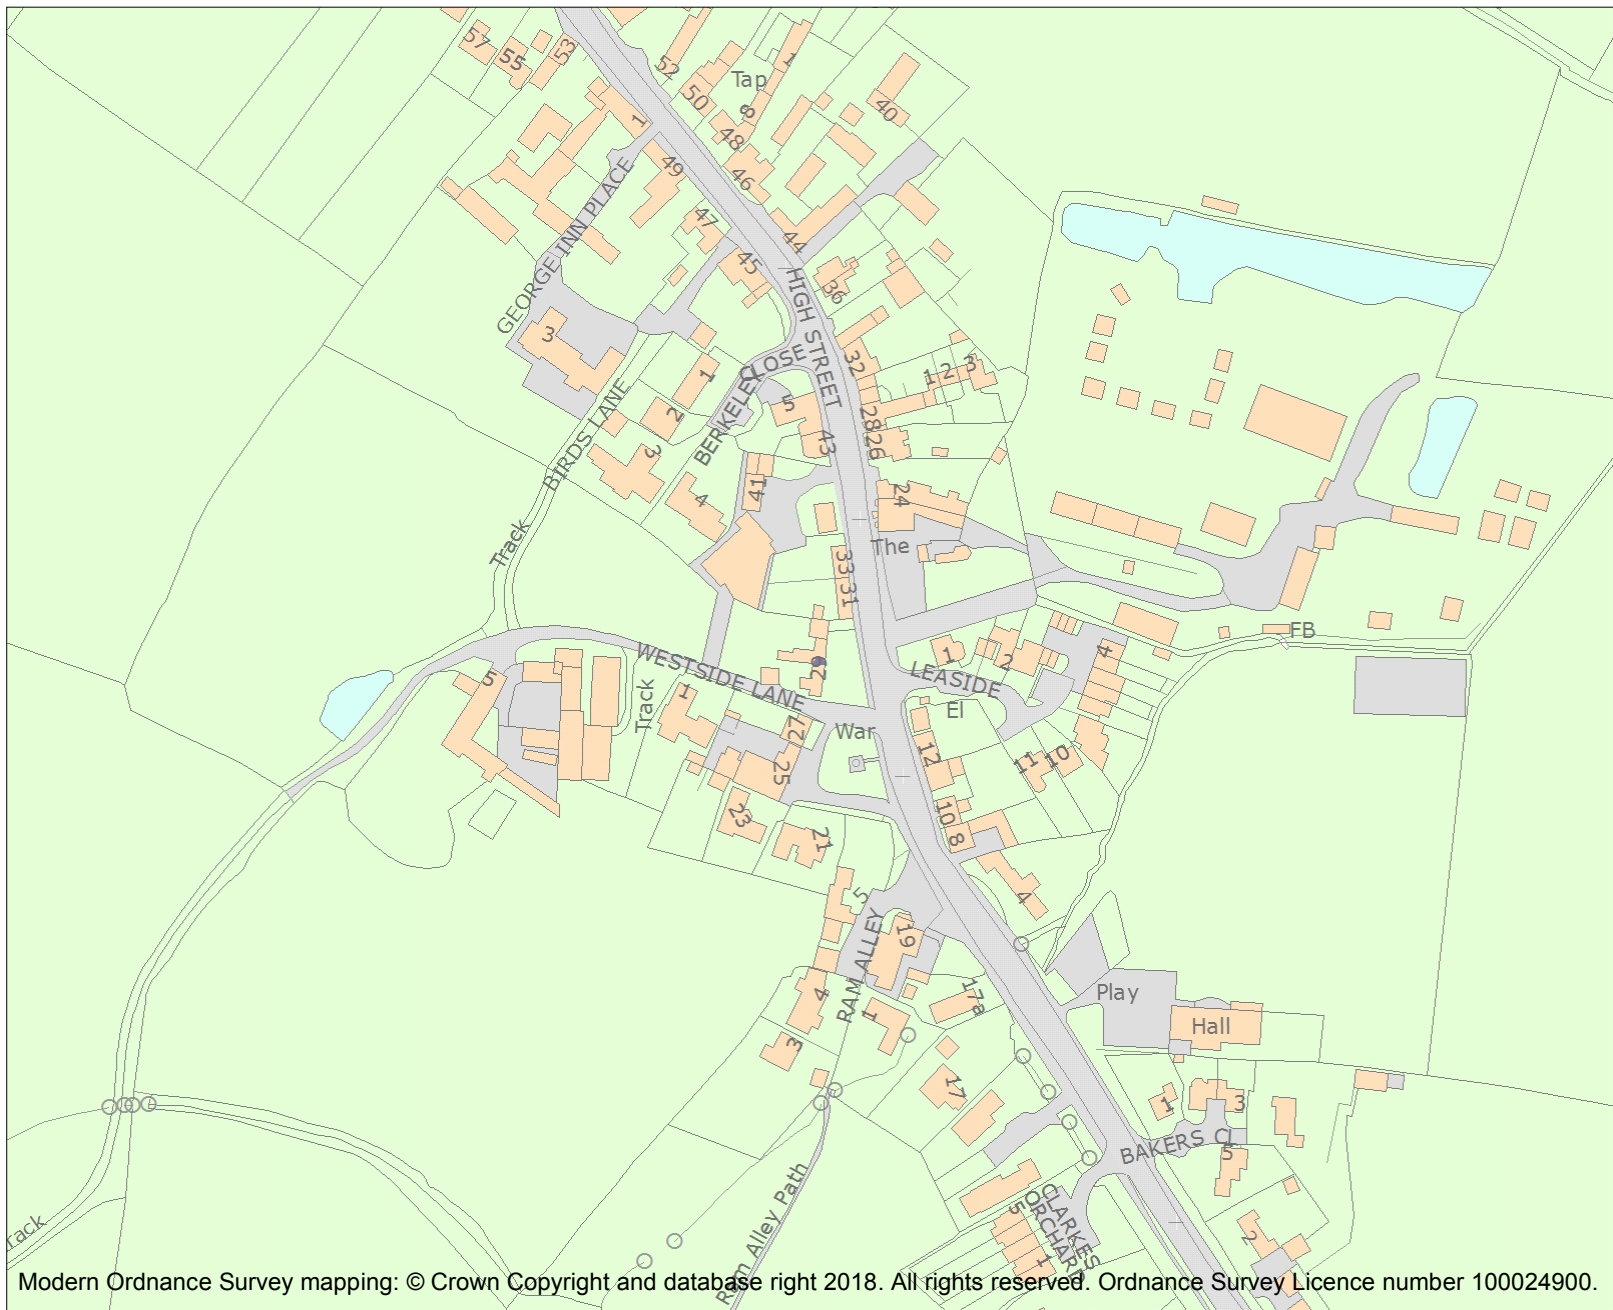 57
55
53
52
50
Tap
1
8
48
40
1
49
46
GEORGE INN PLACE
47
44
45
HIGH STREET
36
3
32
1
2
3
BERKELEY CLOSE
1
5
2
28
26
43
BIRDS LANE
3
41
24
4
Track
The
33
31
FB
WESTSIDE LANE
29
1
2
4
LEASIDE
5
Track
1
El
27
War
12
25
11
10
23
10
21
8
5
4
RAM ALLEY
19
4
1
17a
Play
Hall
3
17
1
3
BAKERS CL
5
Ram Alley Path
CLARKES
ORCHARD
5
1
2
rack
Modern Ordnance Survey mapping: © Crown Copyright and database right 2018. All rights reserved. Ordnance Survey Licence number 100024900.